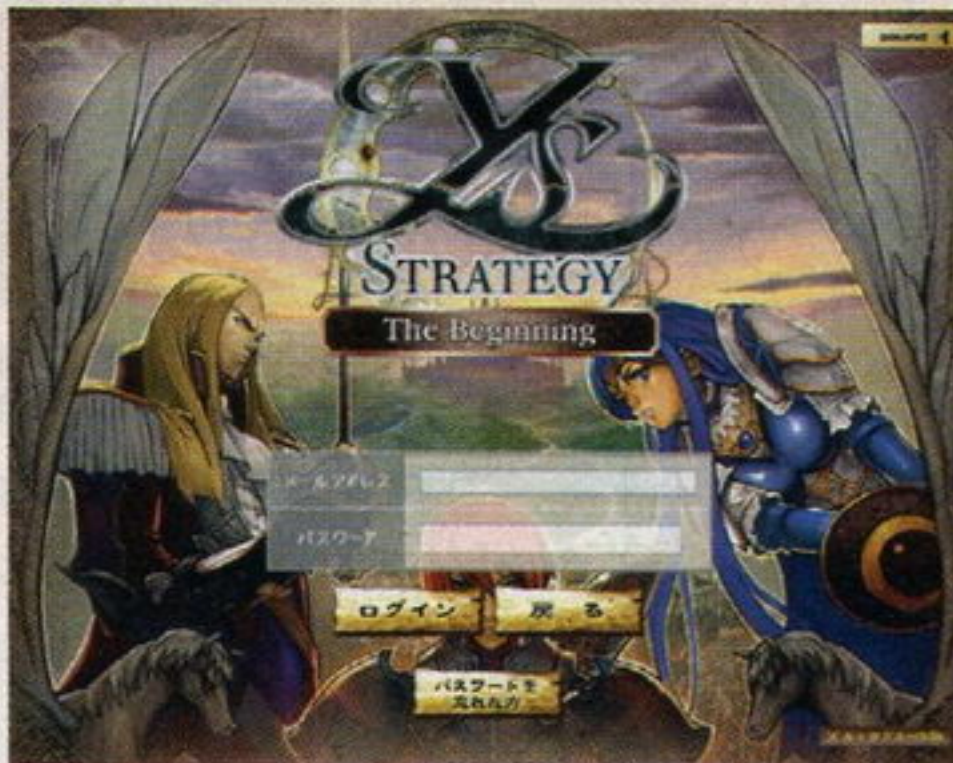 sound
Ys
STRATEGY
The Beginning
メールアドレス
パスワード
ログイン
戻る
パスワードを
忘れた方